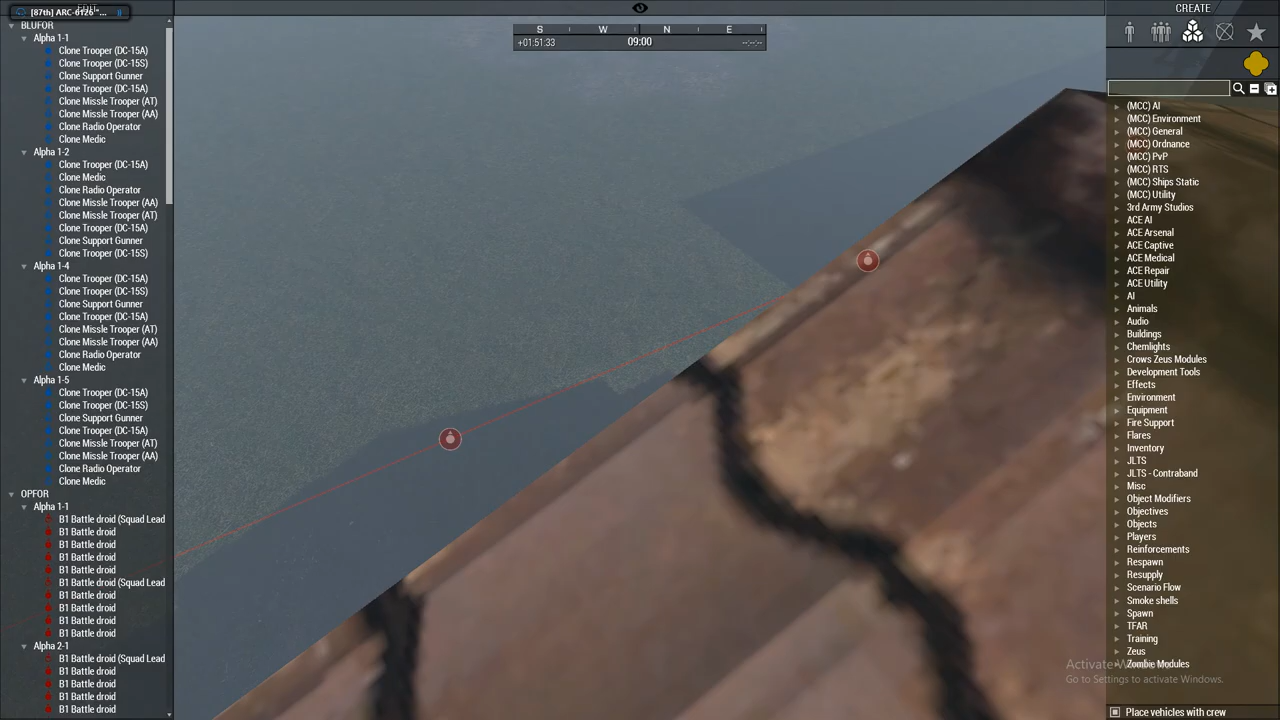 EDIT
[87th] ARC-6126 "...
BLUFOR
Alpha 1-1
Clone Trooper (DC-15A)
Clone Trooper (DC-15S)
Clone Support Gunner
Clone Trooper (DC-15A)
Clone Missle Trooper (AT)
Clone Missle Trooper (AA)
Clone Radio Operator
Clone Medic
Alpha 1-2
Clone Trooper (DC-15A)
Clone Medic
Clone Radio Operator
Clone Missile Trooper (AA)
Clone Missile Trooper (AT)
Clone Trooper (DC-15A)
Clone Support Gunner
Clone Trooper (DC-15S)
Alpha 1-4
Clone Trooper (DC-15A)
Clone Trooper (DC-15S)
Clone Support Gunner
Clone Trooper (DC-15A)
Clone Missile Trooper (AT)
Clone Missile Trooper (AA)
Clone Radio Operator
Clone Medic
Alpha 1-5
Clone Trooper (DC-15A)
Clone Trooper (DC-15S)
Clone Support Gunner
Clone Trooper (DC-15A)
Clone Missile Trooper (AT)
Clone Missile Trooper (AA)
Clone Radio Operator
Clone Medic
OPFOR
Alpha 1-1
B1 Battle droid (Squad Lead
B1 Battle droid
B1 Battle droid
B1 Battle droid
B1 Battle droid
B1 Battle droid (Squad Lead
B1 Battle droid
B1 Battle droid
B1 Battle droid
B1 Battle droid
Alpha 2-1
B1 Battle droid (Squad Lead
B1 Battle droid
B1 Battle droid
B1 Battle droid
B1 Battle droid
S W N E
+01:51:33 09:00 --:--:--
CREATE
(MCC) AI
(MCC) Environment
(MCC) General
(MCC) Ordnance
(MCC) PvP
(MCC) RTS
(MCC) Ships Static
(MCC) Utility
3rd Army Studios
ACE AI
ACE Arsenal
ACE Captive
ACE Medical
ACE Repair
ACE Utility
AI
Animals
Audio
Buildings
Chemlights
Crows Zeus Modules
Development Tools
Effects
Environment
Equipment
Fire Support
Flares
Inventory
JLTS
JLTS - Contraband
Misc
Object Modifiers
Objectives
Objects
Players
Reinforcements
Respawn
Resupply
Scenario Flow
Smoke shells
Spawn
TFAR
Training
Zeus
Zombie Modules
Activate Windows
Go to Settings to activate Windows.
Place vehicles with crew